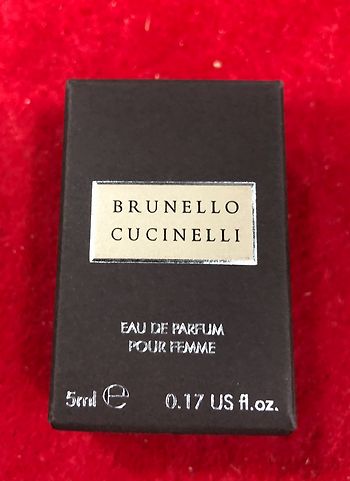 BRUNELLO
CUCINELLI
EAU DE PARFUM
POUR FEMME
5ml ℮ 0.17 US fl.oz.